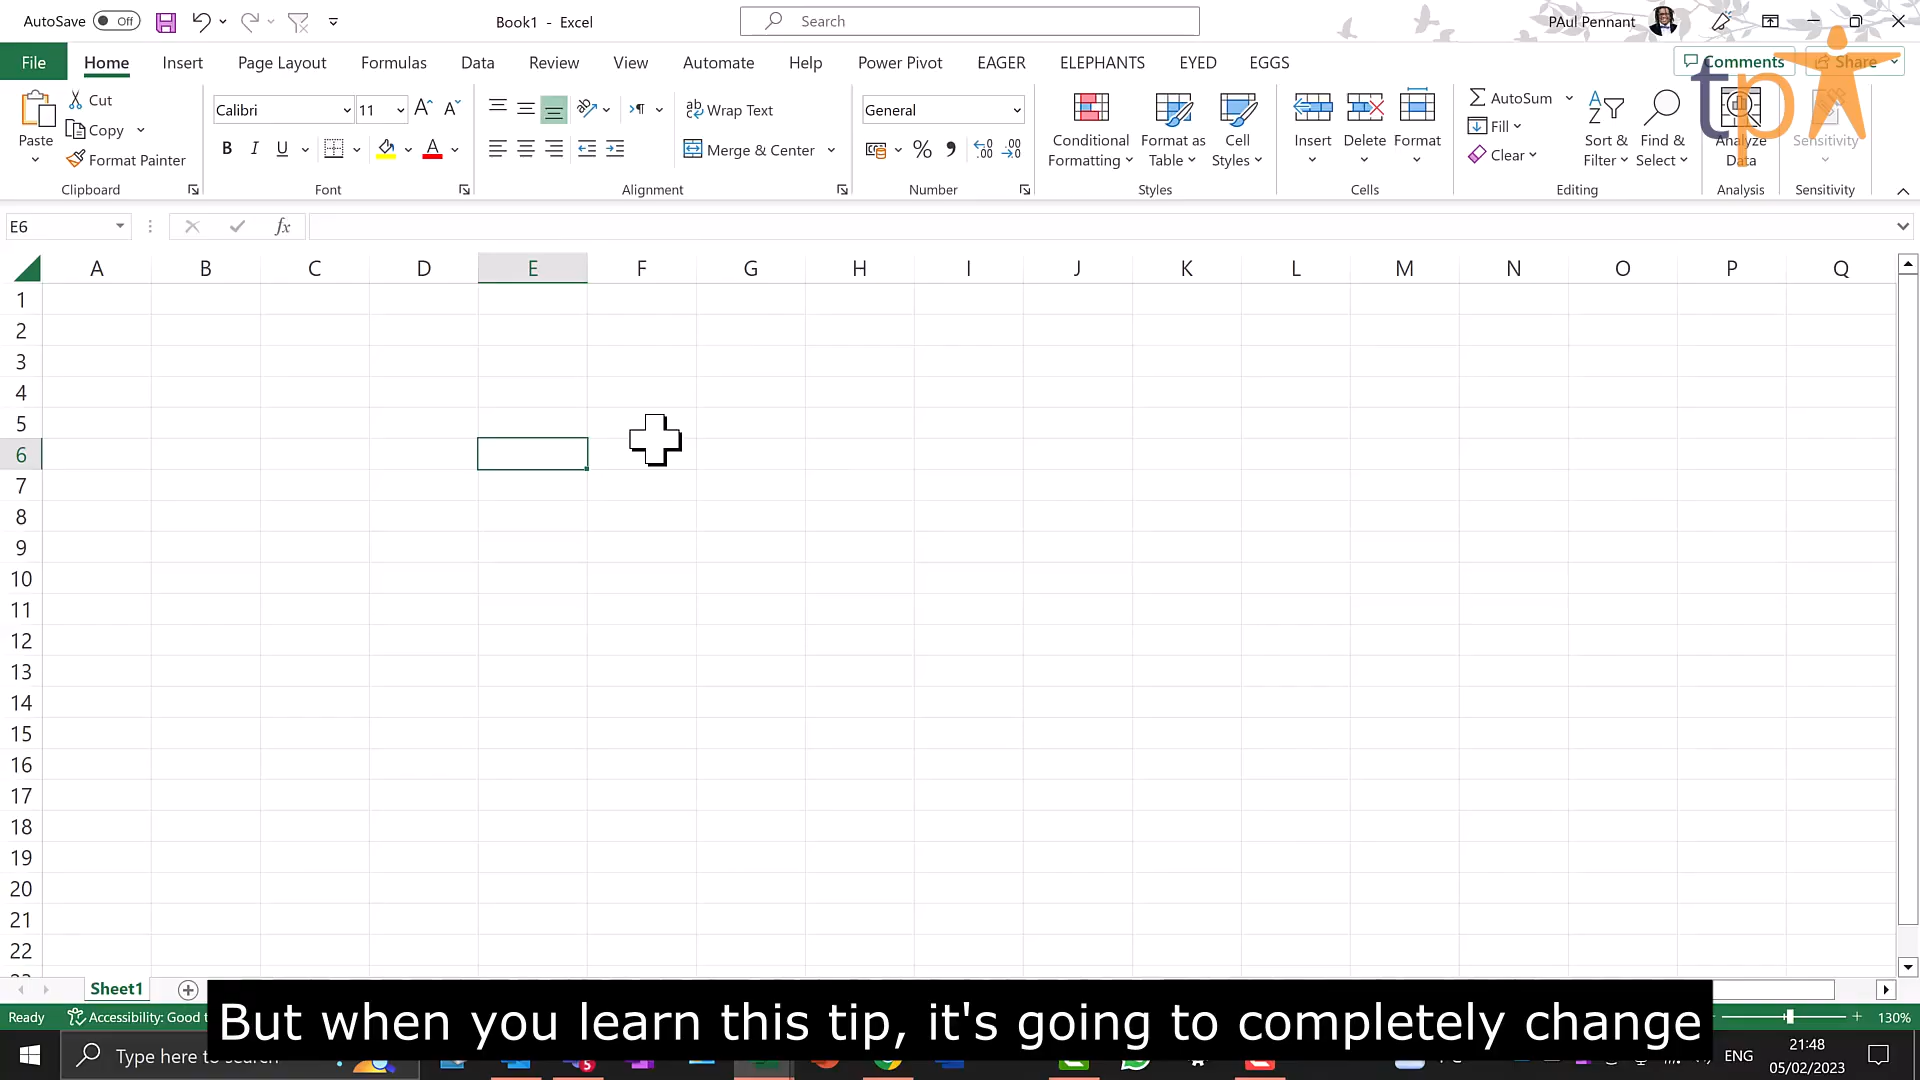 AutoSave Off Book1 - Excel Search PAul Pennant
File Home Insert Page Layout Formulas Data Review View Automate Help Power Pivot EAGER ELEPHANTS EYED EGGS Comments Share
tp
Paste Cut
Copy
Format Painter
Clipboard
Calibri 11
B I U A
Font
Wrap Text
Merge & Center
Alignment
General
Number
Conditional Formatting
Format as Table
Cell Styles
Styles
Insert Delete Format
Cells
AutoSum
Fill
Clear
Sort & Filter
Find & Select
Editing
Analyze Data
Analysis
Sensitivity
Sensitivity
E6 fx
A B C D E F G H I J K L M N O P Q
1
2
3
4
5
6
7
8
9
10
11
12
13
14
15
16
17
18
19
20
21
22
Sheet1
Ready Accessibility: Good 130%
But when you learn this tip, it's going to completely change
Type here to search ENG 21:48
05/02/2023